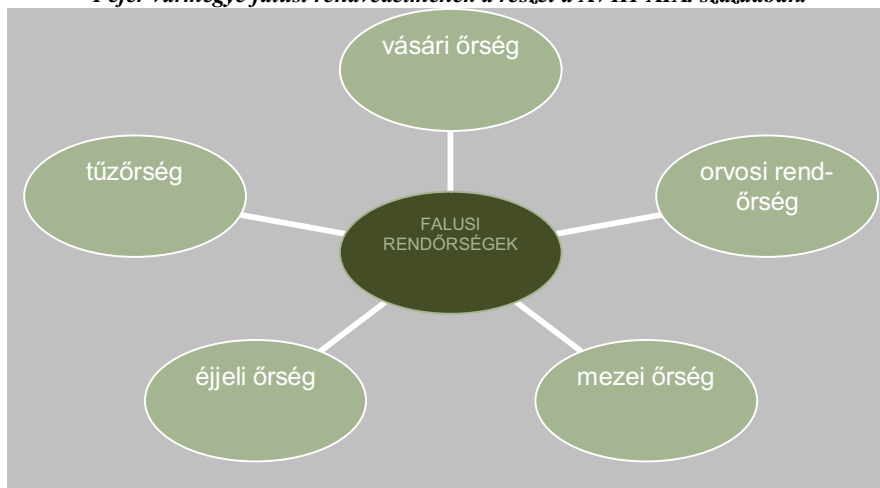 vásári őrség
tűzőrség
orvosi rend-
őrség
FALUSI
RENDŐRSÉGEK
éjjeli őrség
mezei őrség